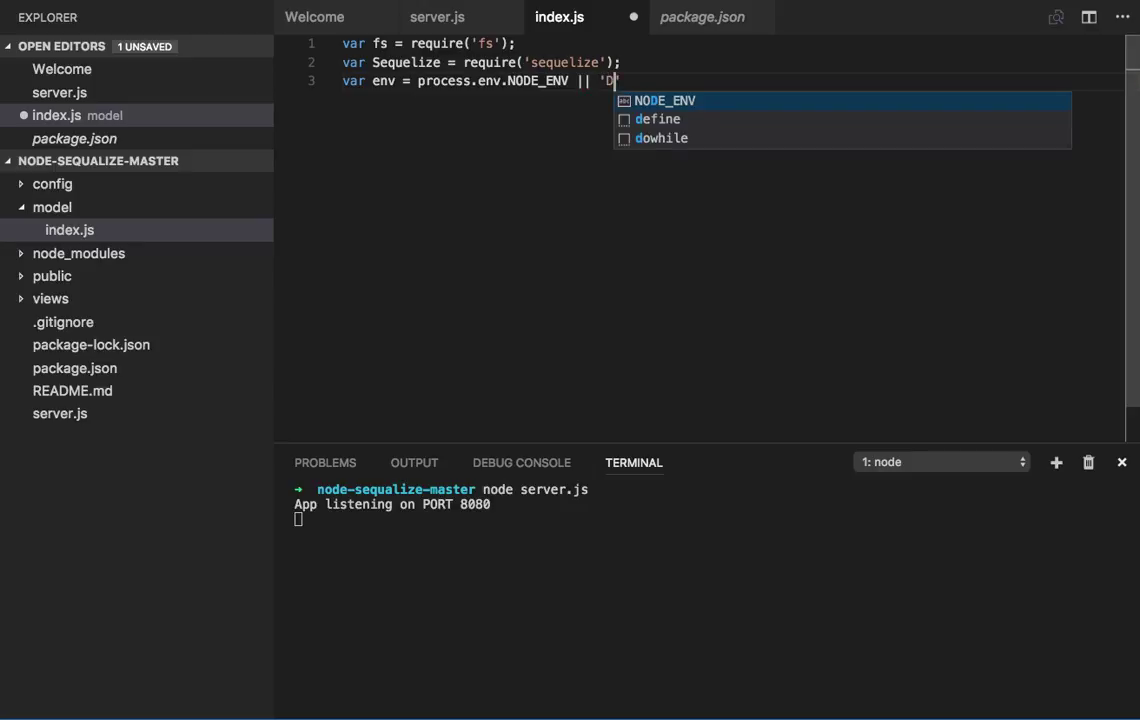 EXPLORER
Welcome server.js index.js package.json
OPEN EDITORS 1 UNSAVED
Welcome
server.js
index.js model
package.json
NODE-SEQUALIZE-MASTER
config
model
index.js
node_modules
public
views
.gitignore
package-lock.json
package.json
README.md
server.js
1 var fs = require('fs');
2 var Sequelize = require('sequelize');
3 var env = process.env.NODE_ENV || 'D'
abc NODE_ENV
define
dowhile
PROBLEMS OUTPUT DEBUG CONSOLE TERMINAL 1: node
➜ node-sequalize-master node server.js
App listening on PORT 8080